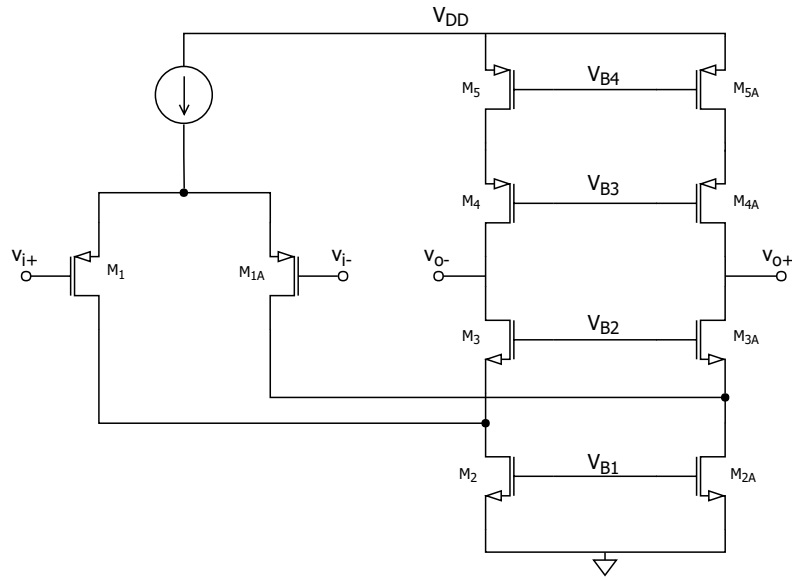 VDD
M5
VB4
M5A
M4
VB3
M4A
vi+
M1
M1A
vi-
vo-
vo+
M3
VB2
M3A
M2
VB1
M2A